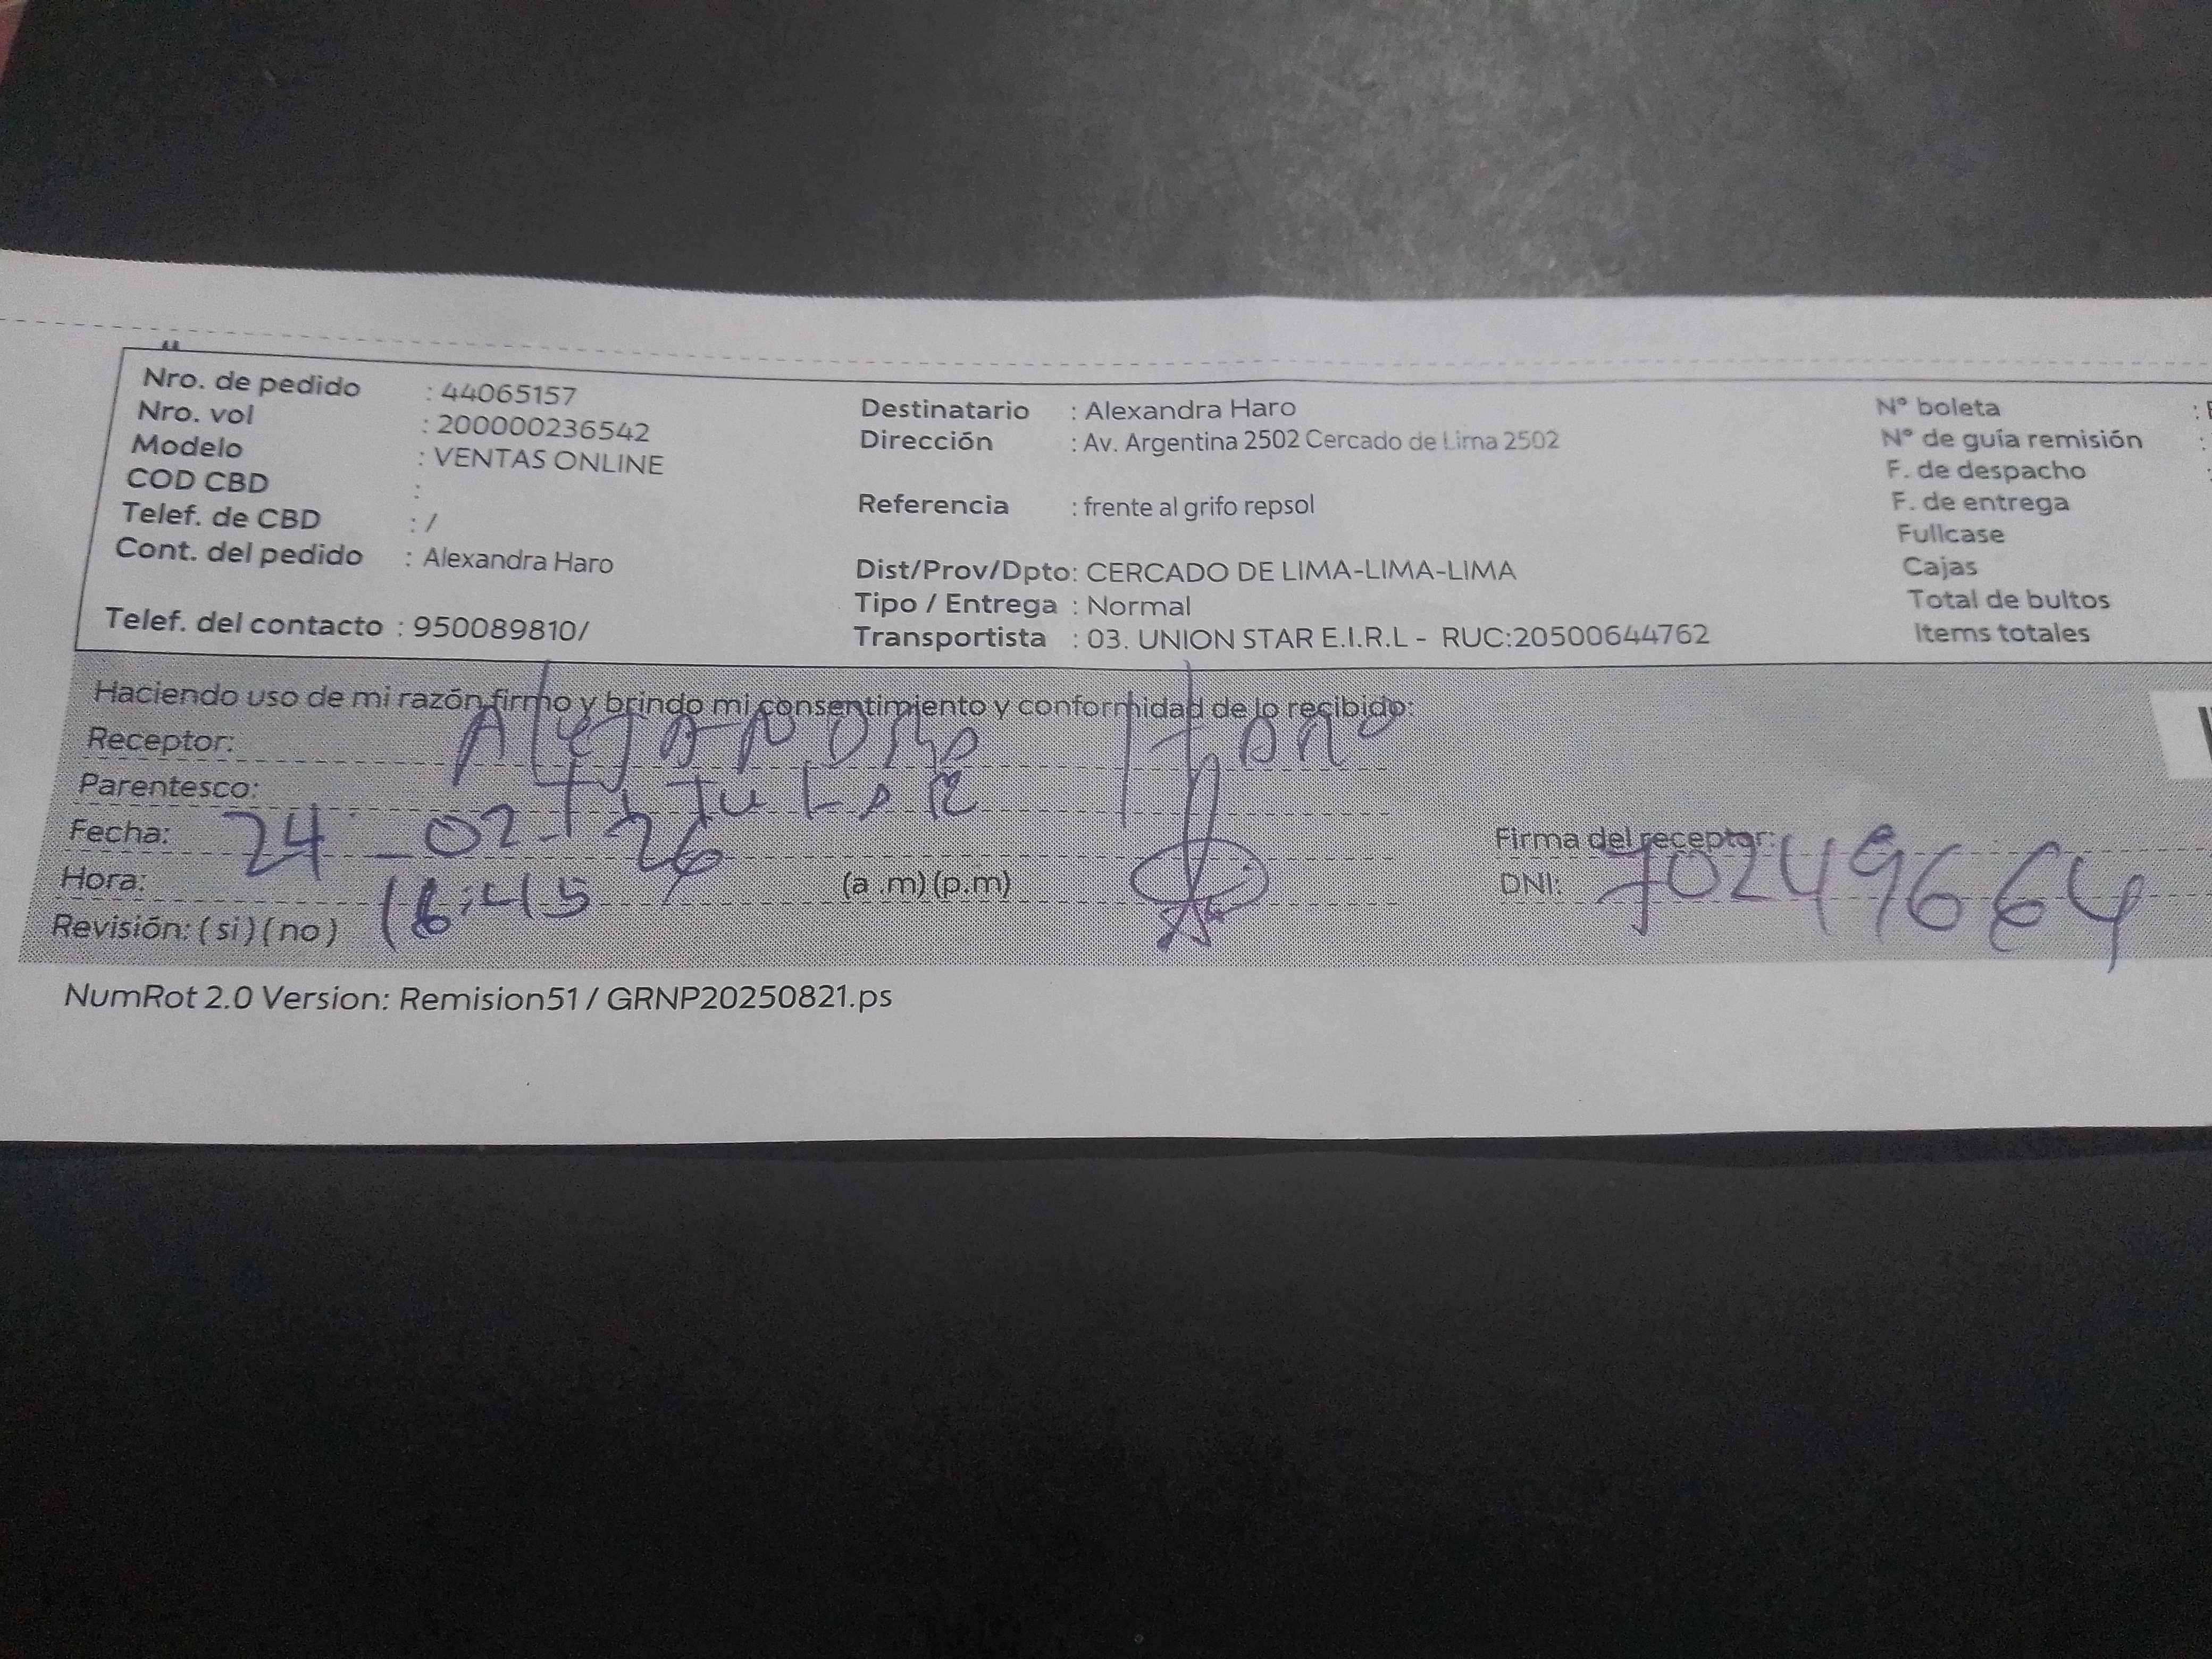 Nro. de pedido : 44065157
Nro. vol : 200000236542
Modelo : VENTAS ONLINE
COD CBD :
Telef. de CBD : /
Cont. del pedido : Alexandra Haro
Telef. del contacto : 950089810/
Destinatario : Alexandra Haro
Dirección : Av. Argentina 2502 Cercado de Lima 2502
Referencia : frente al grifo repsol
Dist/Prov/Dpto: CERCADO DE LIMA-LIMA-LIMA
Tipo / Entrega : Normal
Transportista : 03. UNION STAR E.I.R.L - RUC:20500644762
N° boleta :
N° de guía remisión :
F. de despacho :
F. de entrega
Fullcase
Cajas
Total de bultos
Items totales
Haciendo uso de mi razón firmo y brindo mi consentimiento y conformidad de lo recibido:
Receptor: Haro
Parentesco: Titular
Fecha: 24 - 02 - 26
Hora: 16:45 (a .m) (p.m)
Revisión: ( si ) ( no )
Firma del receptor:
DNI: 70249664
NumRot 2.0 Version: Remision51 / GRNP20250821.ps